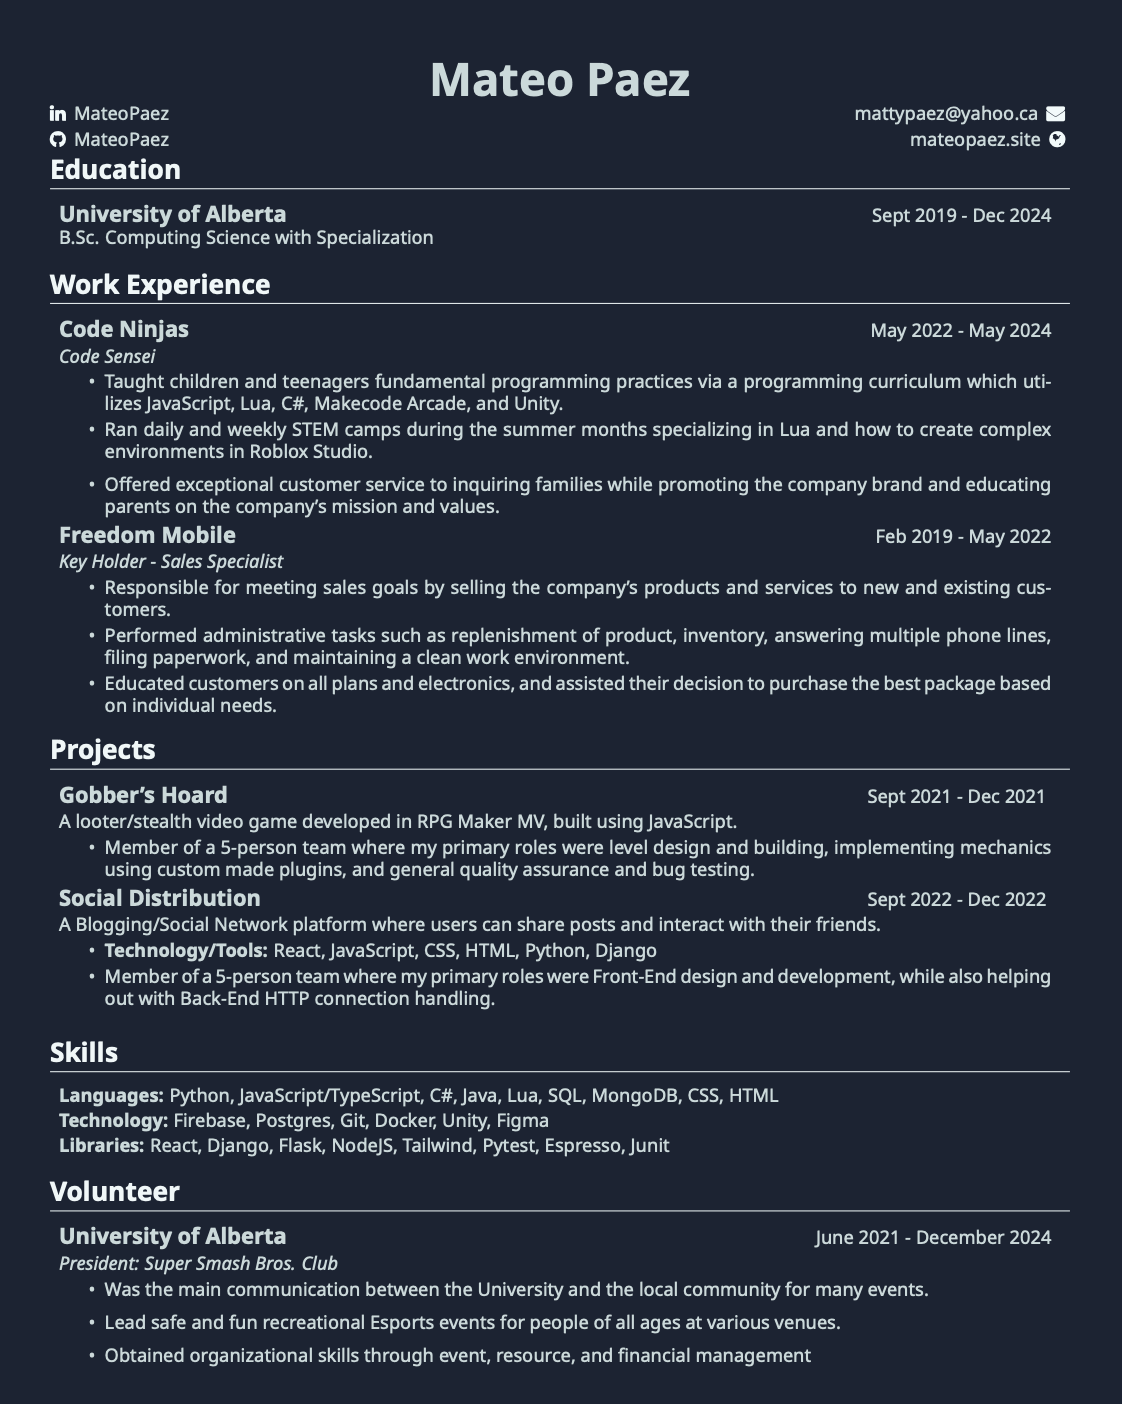 Mateo Paez
MateoPaez mattypaez@yahoo.ca
MateoPaez mateopaez.site
Education
University of Alberta Sept 2019 - Dec 2024
B.Sc. Computing Science with Specialization
Work Experience
Code Ninjas May 2022 - May 2024
Code Sensei
• Taught children and teenagers fundamental programming practices via a programming curriculum which uti-
lizes JavaScript, Lua, C#, Makecode Arcade, and Unity.
• Ran daily and weekly STEM camps during the summer months specializing in Lua and how to create complex
environments in Roblox Studio.
• Offered exceptional customer service to inquiring families while promoting the company brand and educating
parents on the company’s mission and values.
Freedom Mobile Feb 2019 - May 2022
Key Holder - Sales Specialist
• Responsible for meeting sales goals by selling the company’s products and services to new and existing cus-
tomers.
• Performed administrative tasks such as replenishment of product, inventory, answering multiple phone lines,
filing paperwork, and maintaining a clean work environment.
• Educated customers on all plans and electronics, and assisted their decision to purchase the best package based
on individual needs.
Projects
Gobber’s Hoard Sept 2021 - Dec 2021
A looter/stealth video game developed in RPG Maker MV, built using JavaScript.
• Member of a 5-person team where my primary roles were level design and building, implementing mechanics
using custom made plugins, and general quality assurance and bug testing.
Social Distribution Sept 2022 - Dec 2022
A Blogging/Social Network platform where users can share posts and interact with their friends.
• Technology/Tools: React, JavaScript, CSS, HTML, Python, Django
• Member of a 5-person team where my primary roles were Front-End design and development, while also helping
out with Back-End HTTP connection handling.
Skills
Languages: Python, JavaScript/TypeScript, C#, Java, Lua, SQL, MongoDB, CSS, HTML
Technology: Firebase, Postgres, Git, Docker, Unity, Figma
Libraries: React, Django, Flask, NodeJS, Tailwind, Pytest, Espresso, Junit
Volunteer
University of Alberta June 2021 - December 2024
President: Super Smash Bros. Club
• Was the main communication between the University and the local community for many events.
• Lead safe and fun recreational Esports events for people of all ages at various venues.
• Obtained organizational skills through event, resource, and financial management